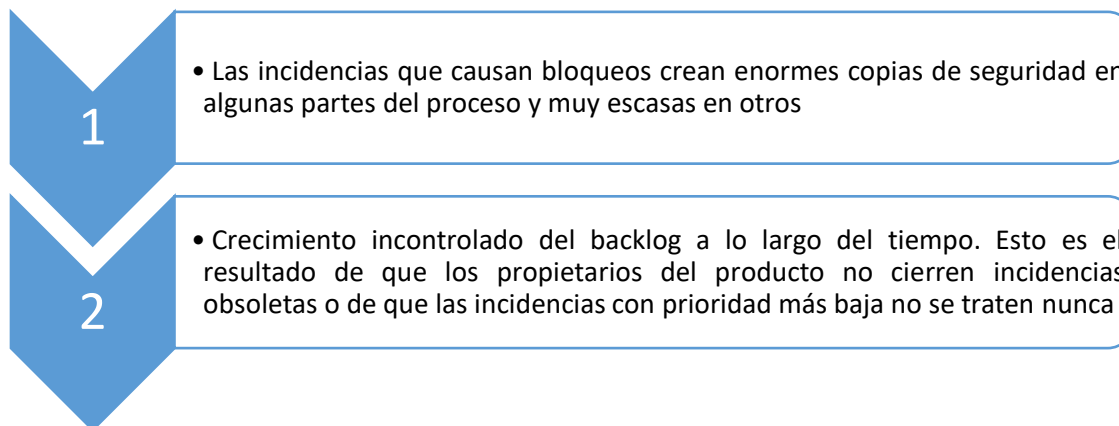 1
• Las incidencias que causan bloqueos crean enormes copias de seguridad en
algunas partes del proceso y muy escasas en otros
2
• Crecimiento incontrolado del backlog a lo largo del tiempo. Esto es el
resultado de que los propietarios del producto no cierren incidencias
obsoletas o de que las incidencias con prioridad más baja no se traten nunca